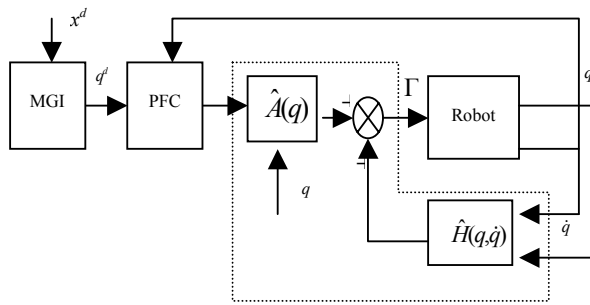 x^d
MGI
q^d
PFC
Â(q)
q
Γ
Robot
q
Ĥ(q,q̇)
q̇